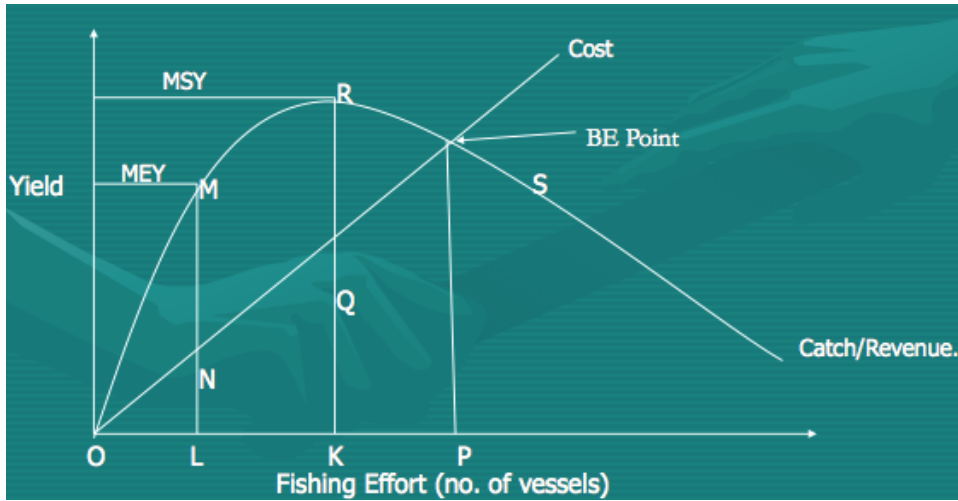 Cost
MSY
R
BE Point
MEY
M
Yield
S
Q
Catch/Revenue.
N
O
L
K
P
Fishing Effort (no. of vessels)